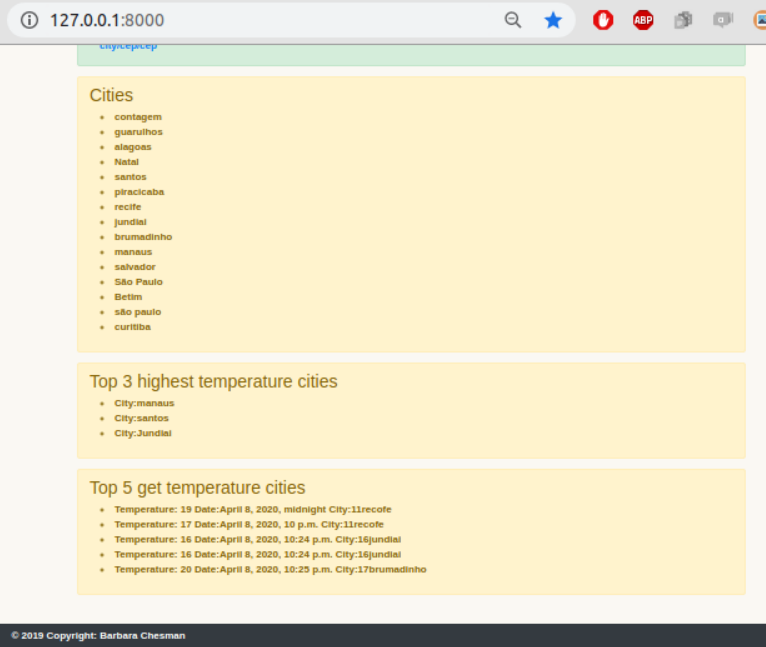 127.0.0.1:8000
ABP
city/cep/cep
Cities
contagem
guarulhos
alagoas
Natal
santos
piracicaba
recife
jundiai
brumadinho
manaus
salvador
São Paulo
Betim
são paulo
curitiba
Top 3 highest temperature cities
City:manaus
City:santos
City:Jundiai
Top 5 get temperature cities
Temperature: 19 Date:April 8, 2020, midnight City:11recofe
Temperature: 17 Date:April 8, 2020, 10 p.m. City:11recofe
Temperature: 16 Date:April 8, 2020, 10:24 p.m. City:16jundiai
Temperature: 16 Date:April 8, 2020, 10:24 p.m. City:16jundiai
Temperature: 20 Date:April 8, 2020, 10:25 p.m. City:17brumadinho
© 2019 Copyright: Barbara Chesman